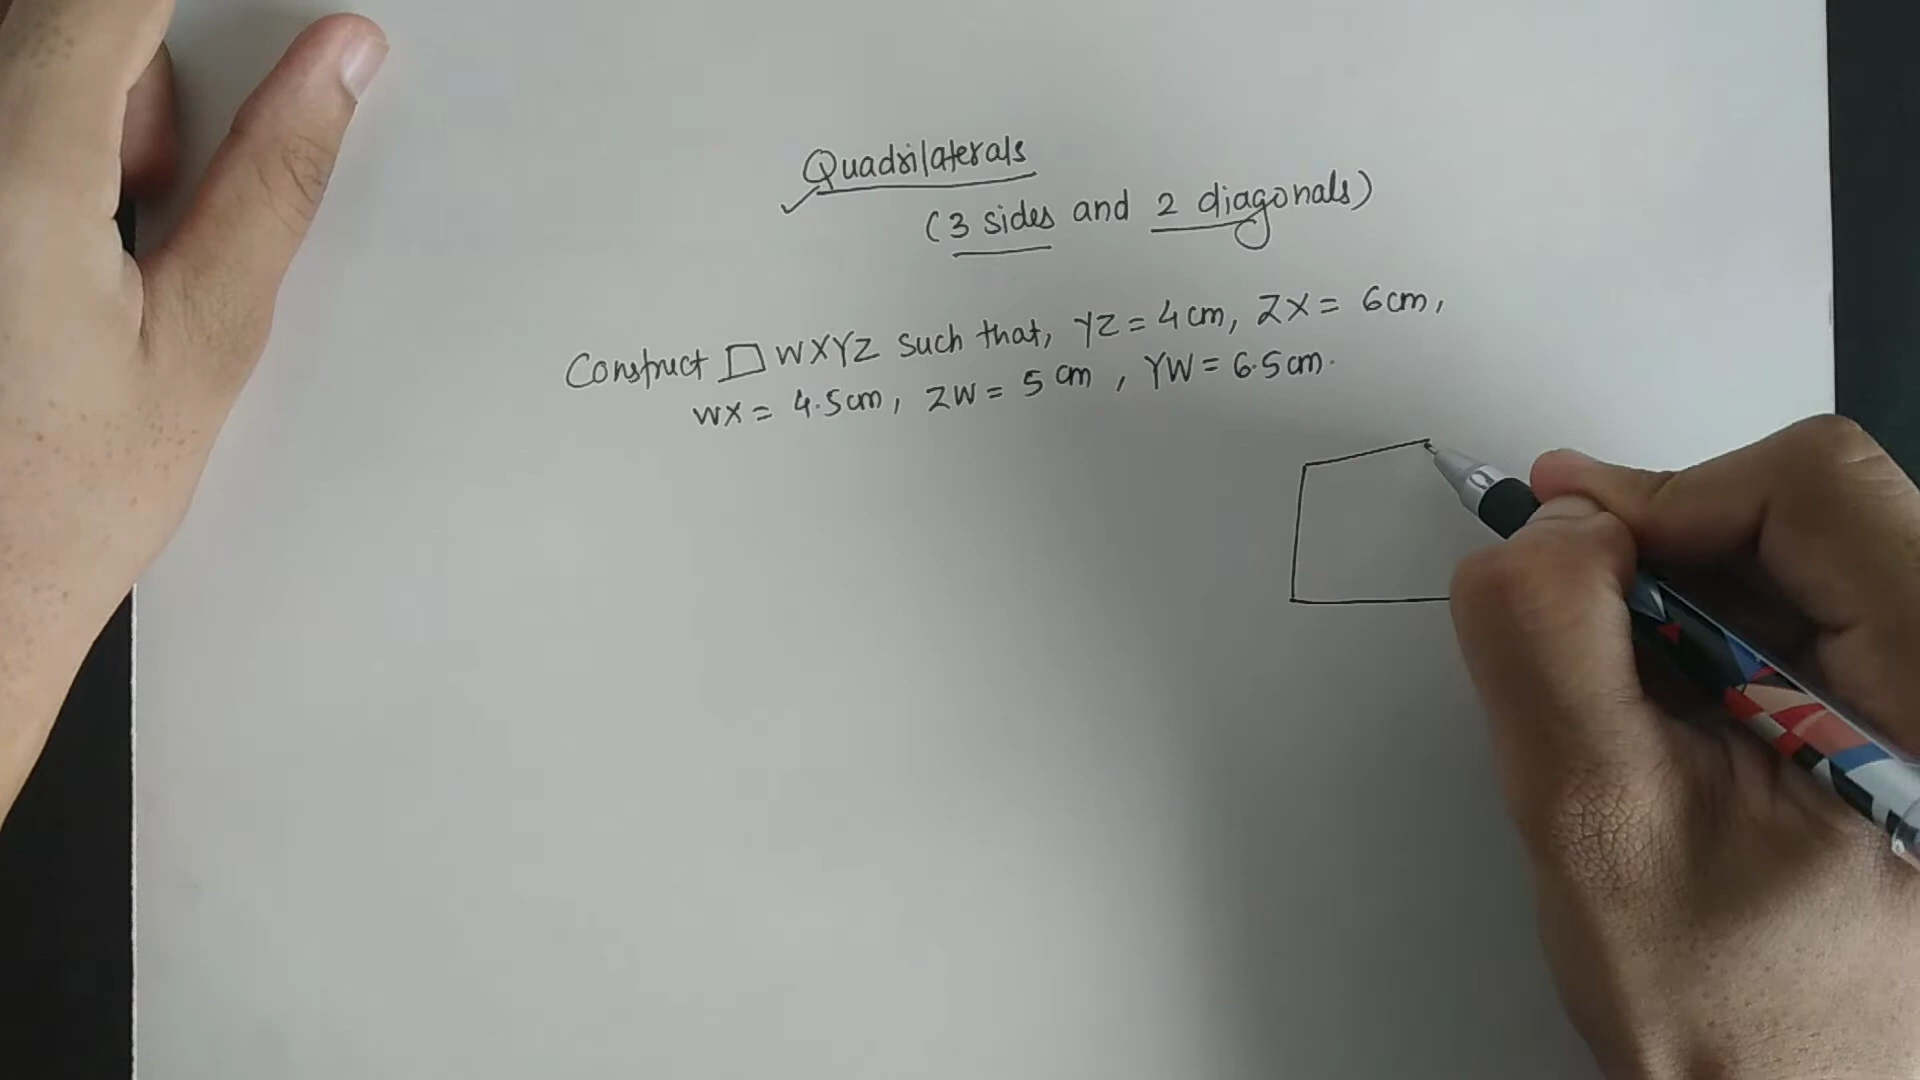 Quadrilaterals
(3 sides and 2 diagonals)
Construct □ WXYZ such that, YZ = 4 cm, ZX = 6 cm,
WX = 4.5 cm, ZW = 5 cm, YW = 6.5 cm.